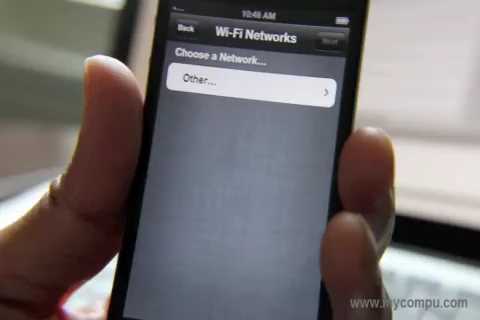 10:46 AM
Back
Wi-Fi Networks
Next
Choose a Network...
Other...
www.mycompu.com